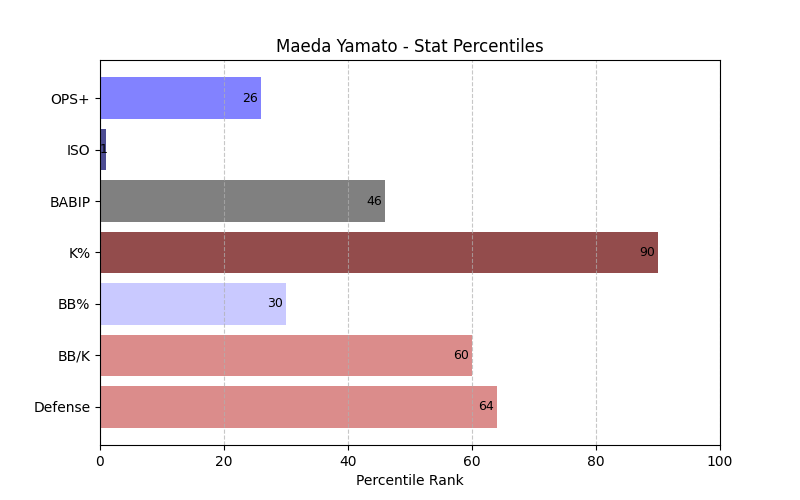 Maeda Yamato - Stat Percentiles
OPS+ 26
ISO 1
BABIP 46
K% 90
BB% 30
BB/K 60
Defense 64
0 20 40 60 80 100
Percentile Rank